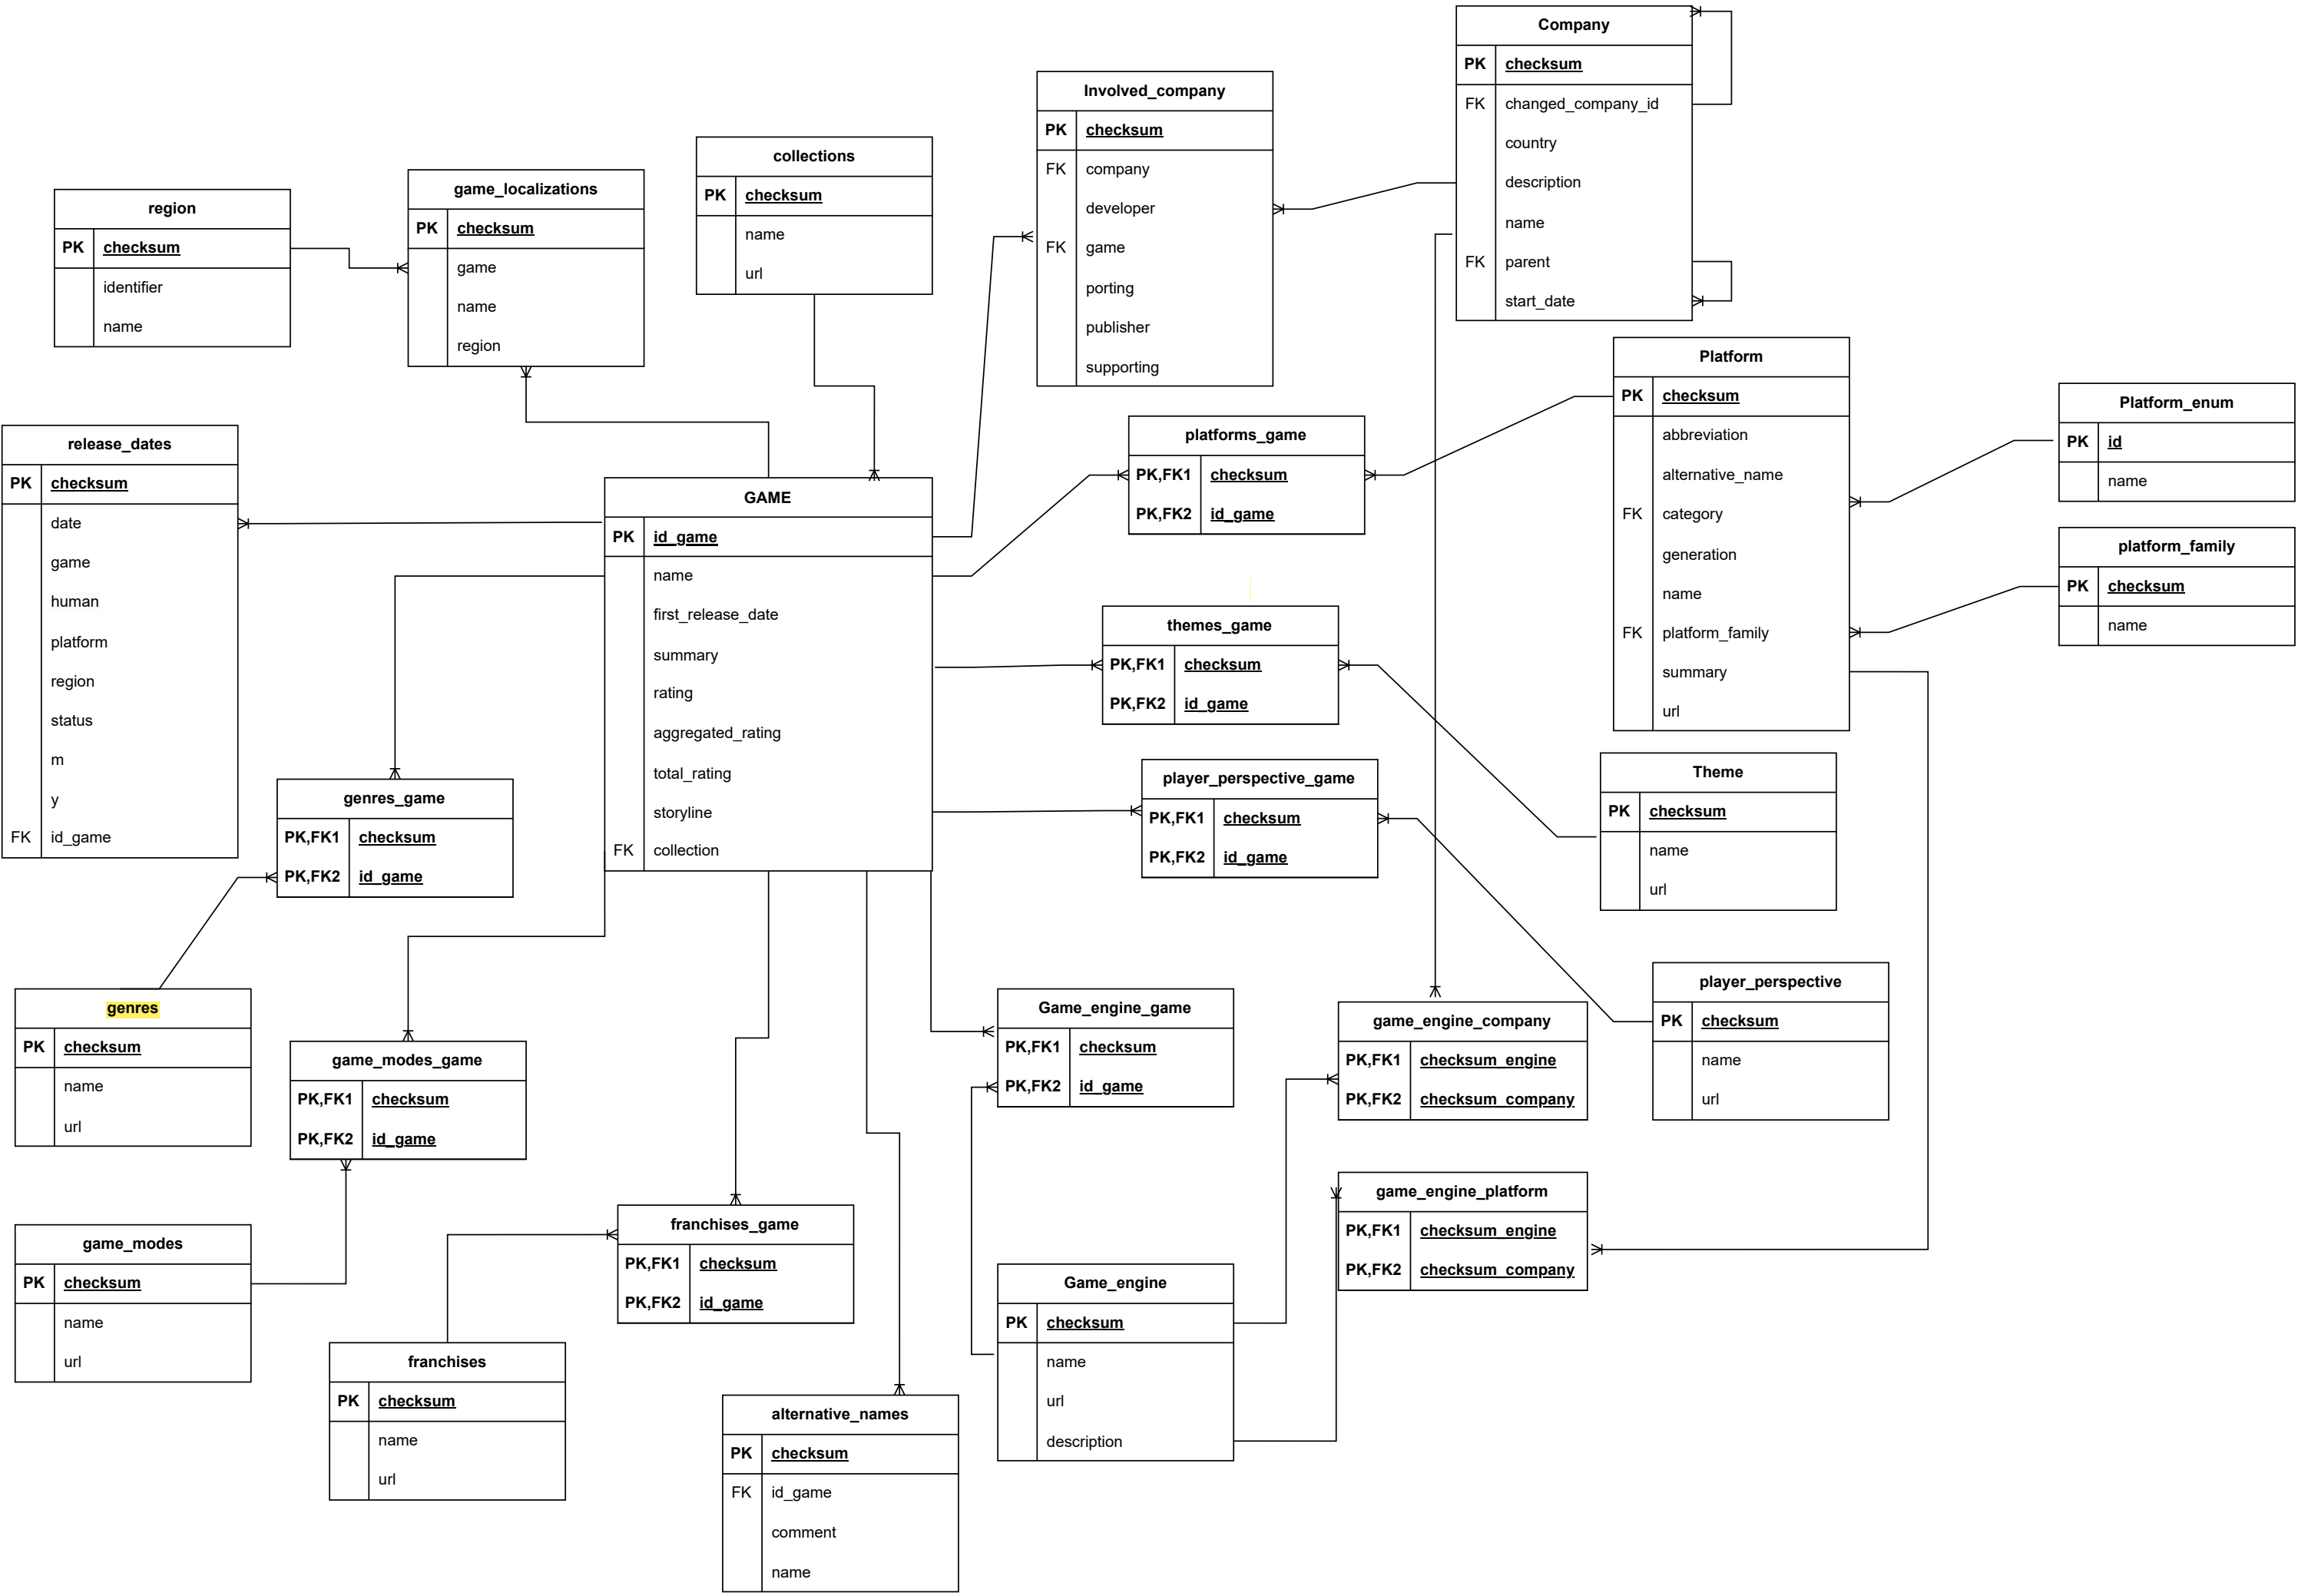 Company
PK checksum
FK changed_company_id
country
description
name
FK parent
start_date
Involved_company
PK checksum
FK company
developer
FK game
porting
publisher
supporting
collections
PK checksum
name
url
game_localizations
PK checksum
game
name
region
region
PK checksum
identifier
name
Platform
PK checksum
abbreviation
alternative_name
FK category
generation
name
FK platform_family
summary
url
Platform_enum
PK id
name
platform_family
PK checksum
name
platforms_game
PK,FK1 checksum
PK,FK2 id_game
release_dates
PK checksum
date
game
human
platform
region
status
m
y
FK id_game
GAME
PK id_game
name
first_release_date
summary
rating
aggregated_rating
total_rating
storyline
FK collection
themes_game
PK,FK1 checksum
PK,FK2 id_game
Theme
PK checksum
name
url
player_perspective_game
PK,FK1 checksum
PK,FK2 id_game
genres_game
PK,FK1 checksum
PK,FK2 id_game
player_perspective
PK checksum
name
url
genres
PK checksum
name
url
Game_engine_game
PK,FK1 checksum
PK,FK2 id_game
game_engine_company
PK,FK1 checksum_engine
PK,FK2 checksum_company
game_modes_game
PK,FK1 checksum
PK,FK2 id_game
game_engine_platform
PK,FK1 checksum_engine
PK,FK2 checksum_company
franchises_game
PK,FK1 checksum
PK,FK2 id_game
game_modes
PK checksum
name
url
Game_engine
PK checksum
name
url
description
franchises
PK checksum
name
url
alternative_names
PK checksum
FK id_game
comment
name